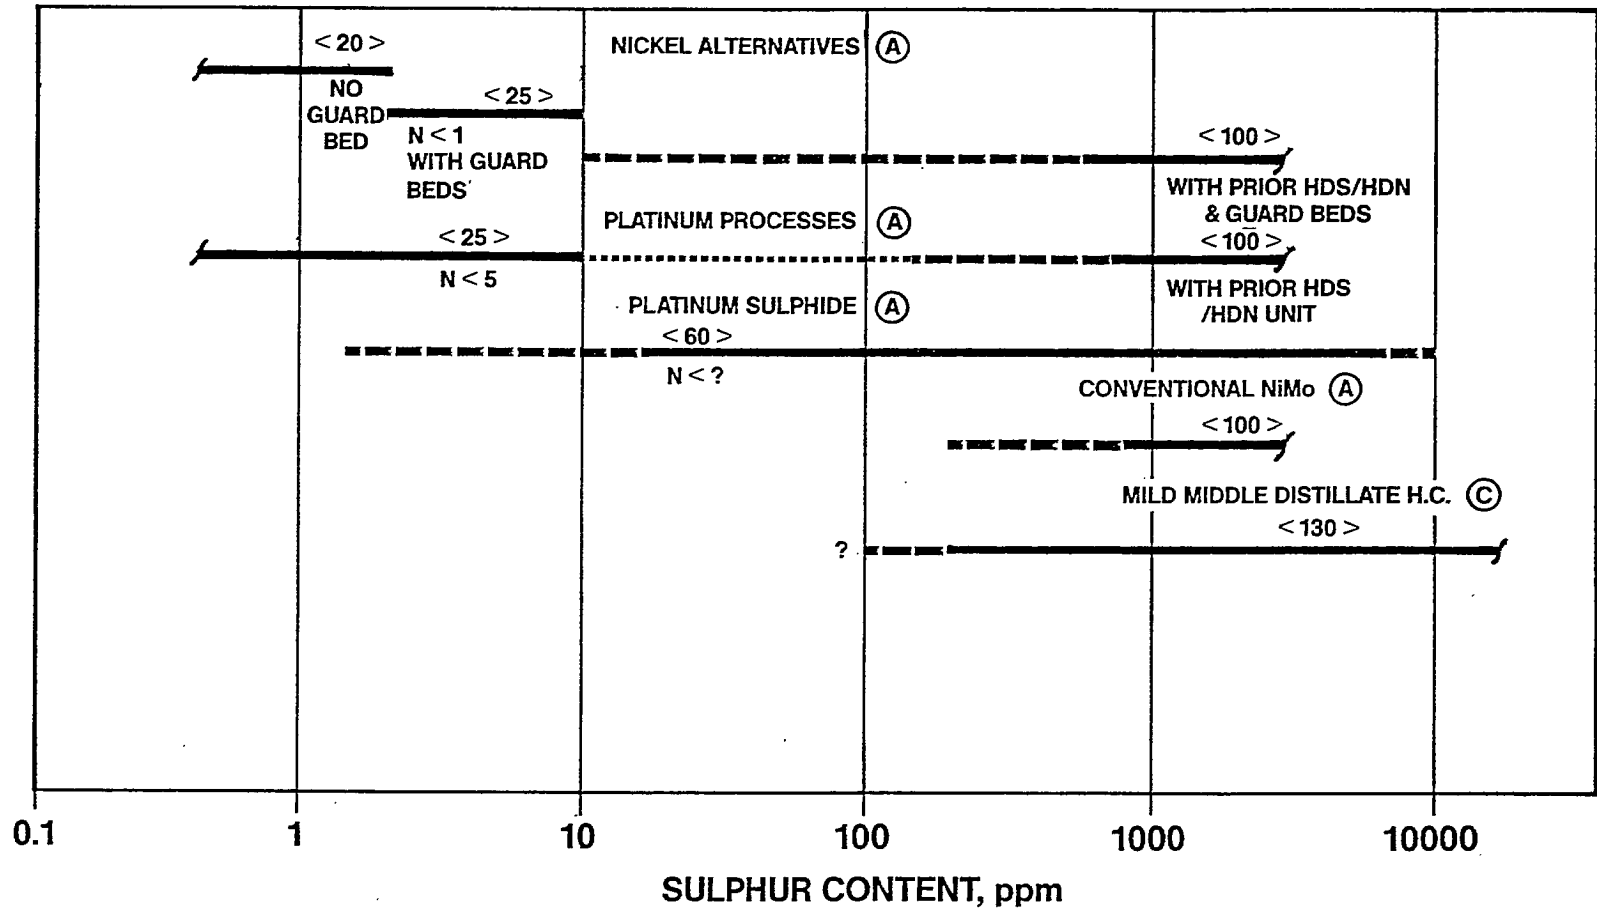 < 20 >
NICKEL ALTERNATIVES A
NO
GUARD
BED
< 25 >
N < 1
WITH GUARD
BEDS
< 100 >
WITH PRIOR HDS/HDN
& GUARD BEDS
PLATINUM PROCESSES A
< 25 >
N < 5
< 100 >
WITH PRIOR HDS
/HDN UNIT
PLATINUM SULPHIDE A
< 60 >
N < ?
CONVENTIONAL NiMo A
< 100 >
MILD MIDDLE DISTILLATE H.C. C
< 130 >
?
0.1 1 10 100 1000 10000
SULPHUR CONTENT, ppm